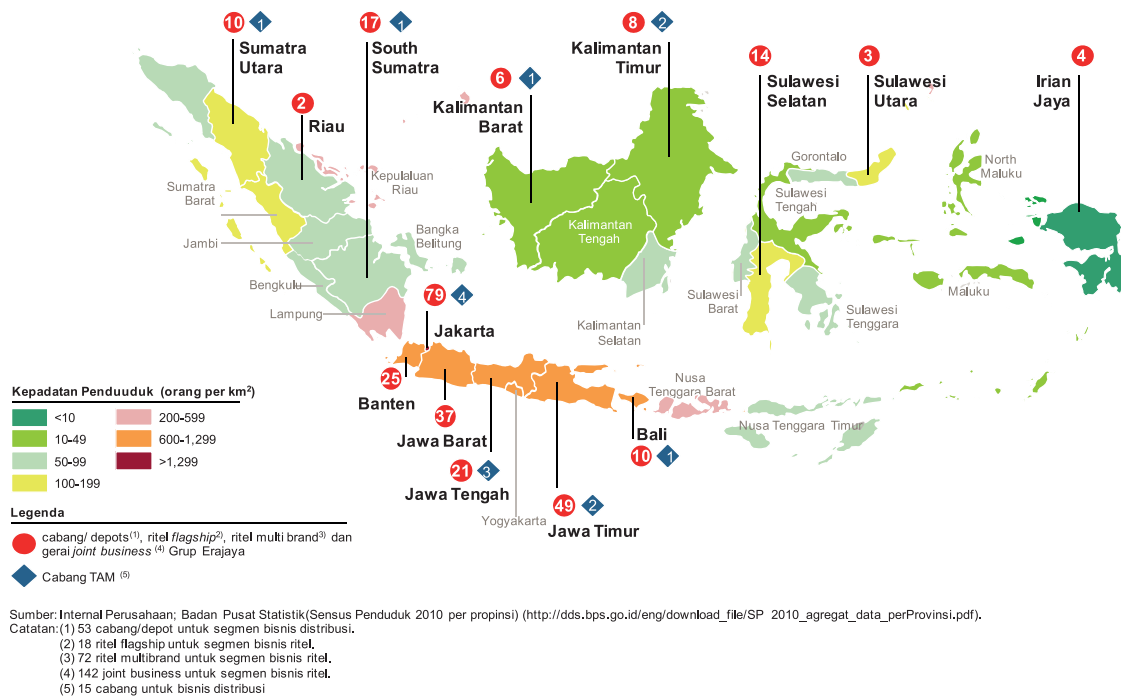 10 1
Sumatra
Utara
17 1
South
Sumatra
8 2
Kalimantan
Timur
6 1
Kalimantan
Barat
14
Sulawesi
Selatan
3
Sulawesi
Utara
4
Irian
Jaya
2
Riau
Kepulaluan
Riau
Sumatra
Barat
Jambi
Bangka
Belitung
Bengkulu
Lampung
Kalimantan
Tengah
Kalimantan
Selatan
Gorontalo
Sulawesi
Tengah
North
Maluku
Sulawesi
Barat
Sulawesi
Tenggara
Maluku
79 4
Jakarta
25
Banten
37
Jawa Barat
21 3
Jawa Tengah
Yogyakarta
49 2
Jawa Timur
Bali
10 1
Nusa
Tenggara Barat
Nusa Tenggara Timur
Kepadatan Penduuduk (orang per km2)
<10 200-599
10-49 600-1,299
50-99 >1,299
100-199
Legenda
cabang/ depots(1), ritel flagship2), ritel multi brand3) dan
gerai joint business (4) Grup Erajaya
Cabang TAM (5)
Sumber: Internal Perusahaan; Badan Pusat Statistik(Sensus Penduduk 2010 per propinsi) (http://dds.bps.go.id/eng/download_file/SP 2010_agregat_data_perProvinsi.pdf).
Catatan:(1) 53 cabang/depot untuk segmen bisnis distribusi.
(2) 18 ritel flagship untuk segmen bisnis ritel.
(3) 72 ritel multibrand untuk segmen bisnis ritel.
(4) 142 joint business untuk segmen bisnis ritel.
(5) 15 cabang untuk bisnis distribusi